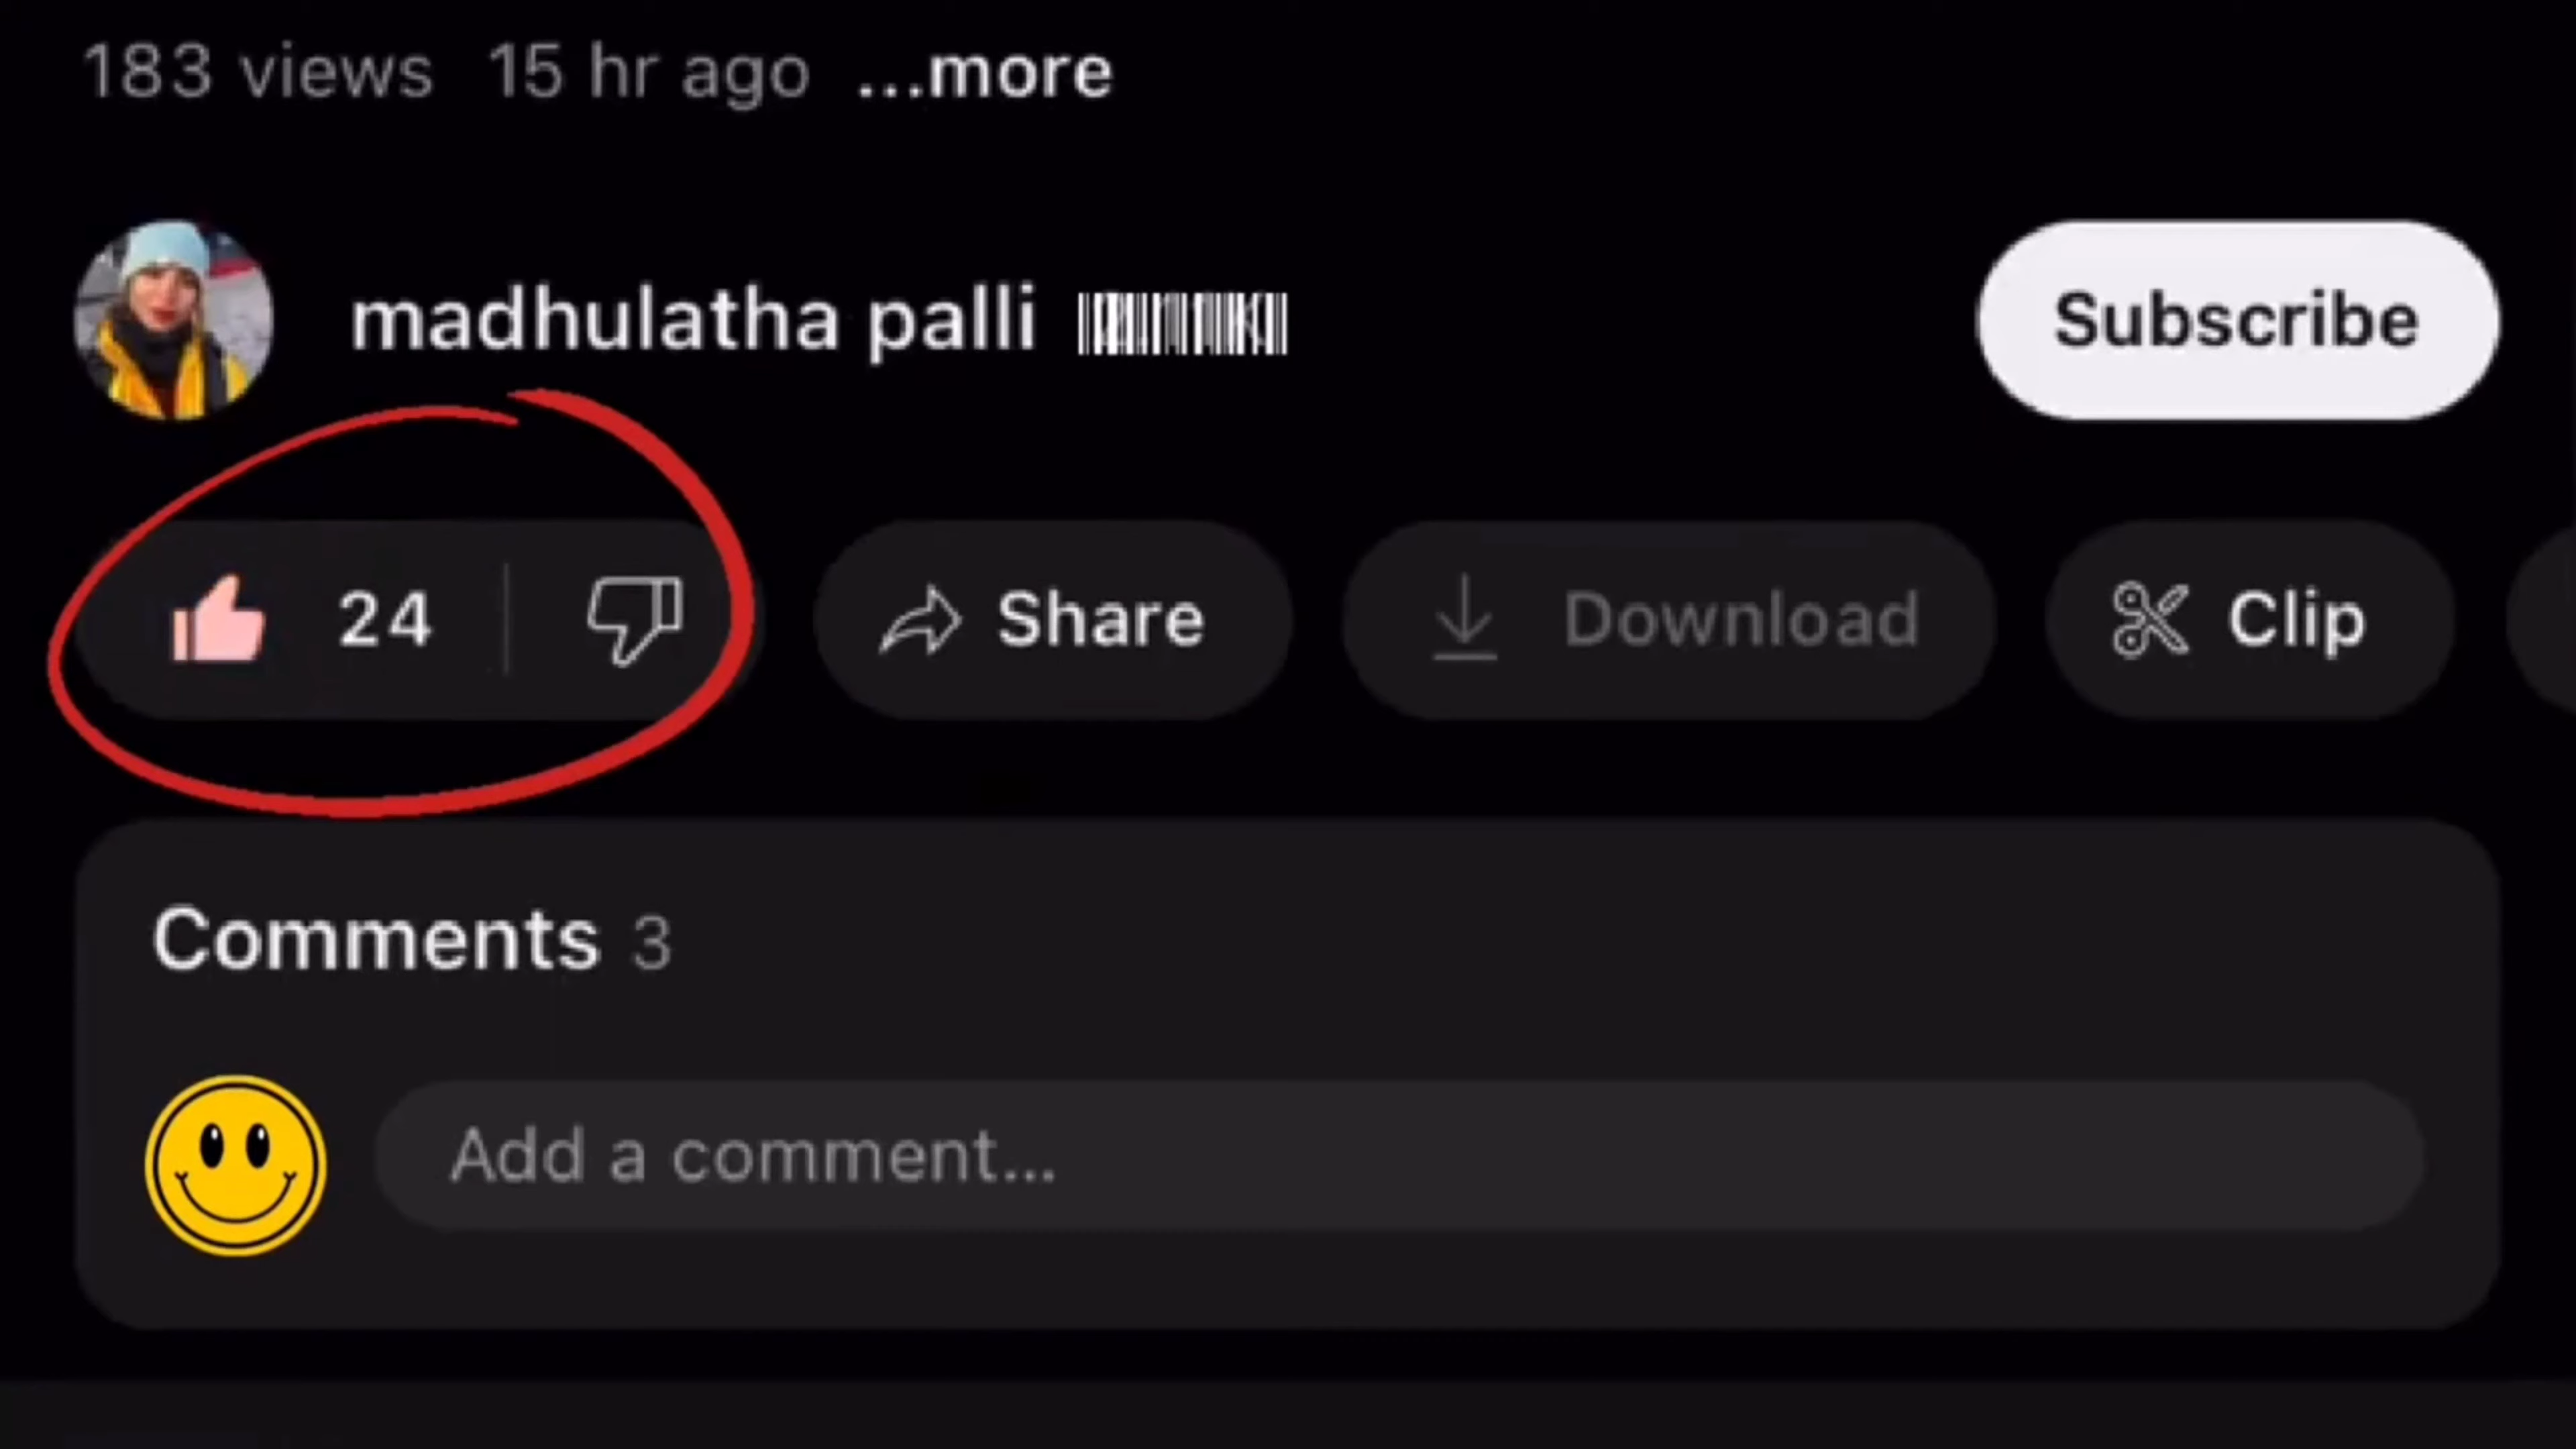 183 views 15 hr ago ...more
madhulatha palli
Subscribe
24
Share
Download
Clip
Comments 3
Add a comment...